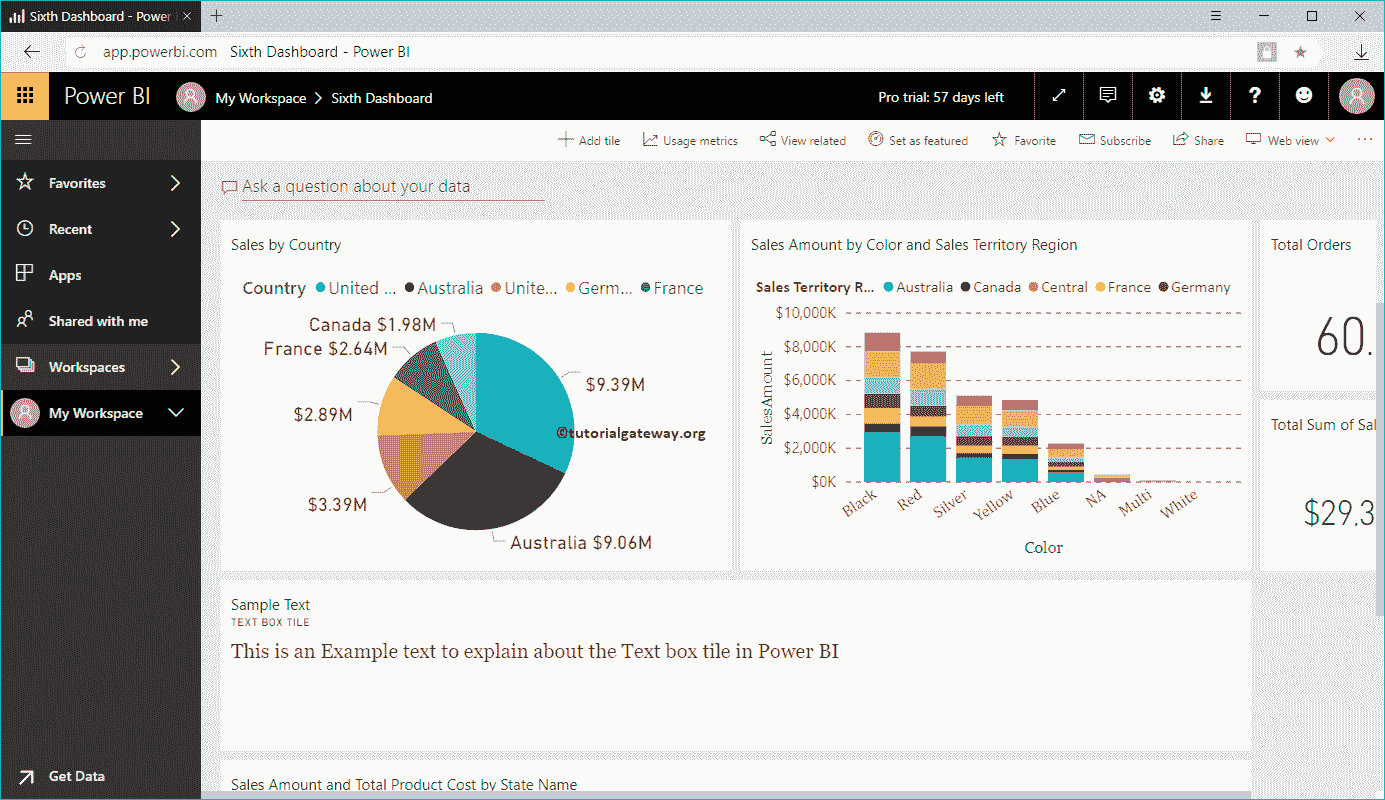 Sixth Dashboard - Power
app.powerbi.com Sixth Dashboard - Power BI
Power BI My Workspace > Sixth Dashboard Pro trial: 57 days left
Add tile Usage metrics View related Set as featured Favorite Subscribe Share Web view
Favorites
Recent
Apps
Shared with me
Workspaces
My Workspace
Get Data
Ask a question about your data
Sales by Country
Country United ... Australia Unite... Germ... France
Canada $1.98M
France $2.64M
$9.39M
$2.89M
©tutorialgateway.org
$3.39M
Australia $9.06M
Sales Amount by Color and Sales Territory Region
Sales Territory R... Australia Canada Central France Germany
$10,000K
$8,000K
$6,000K
$4,000K
$2,000K
$0K
SalesAmount
Black Red Silver Yellow Blue NA Multi White
Color
Total Orders
60.
Total Sum of Sal
$29,3
Sample Text
TEXT BOX TILE
This is an Example text to explain about the Text box tile in Power BI
Sales Amount and Total Product Cost by State Name